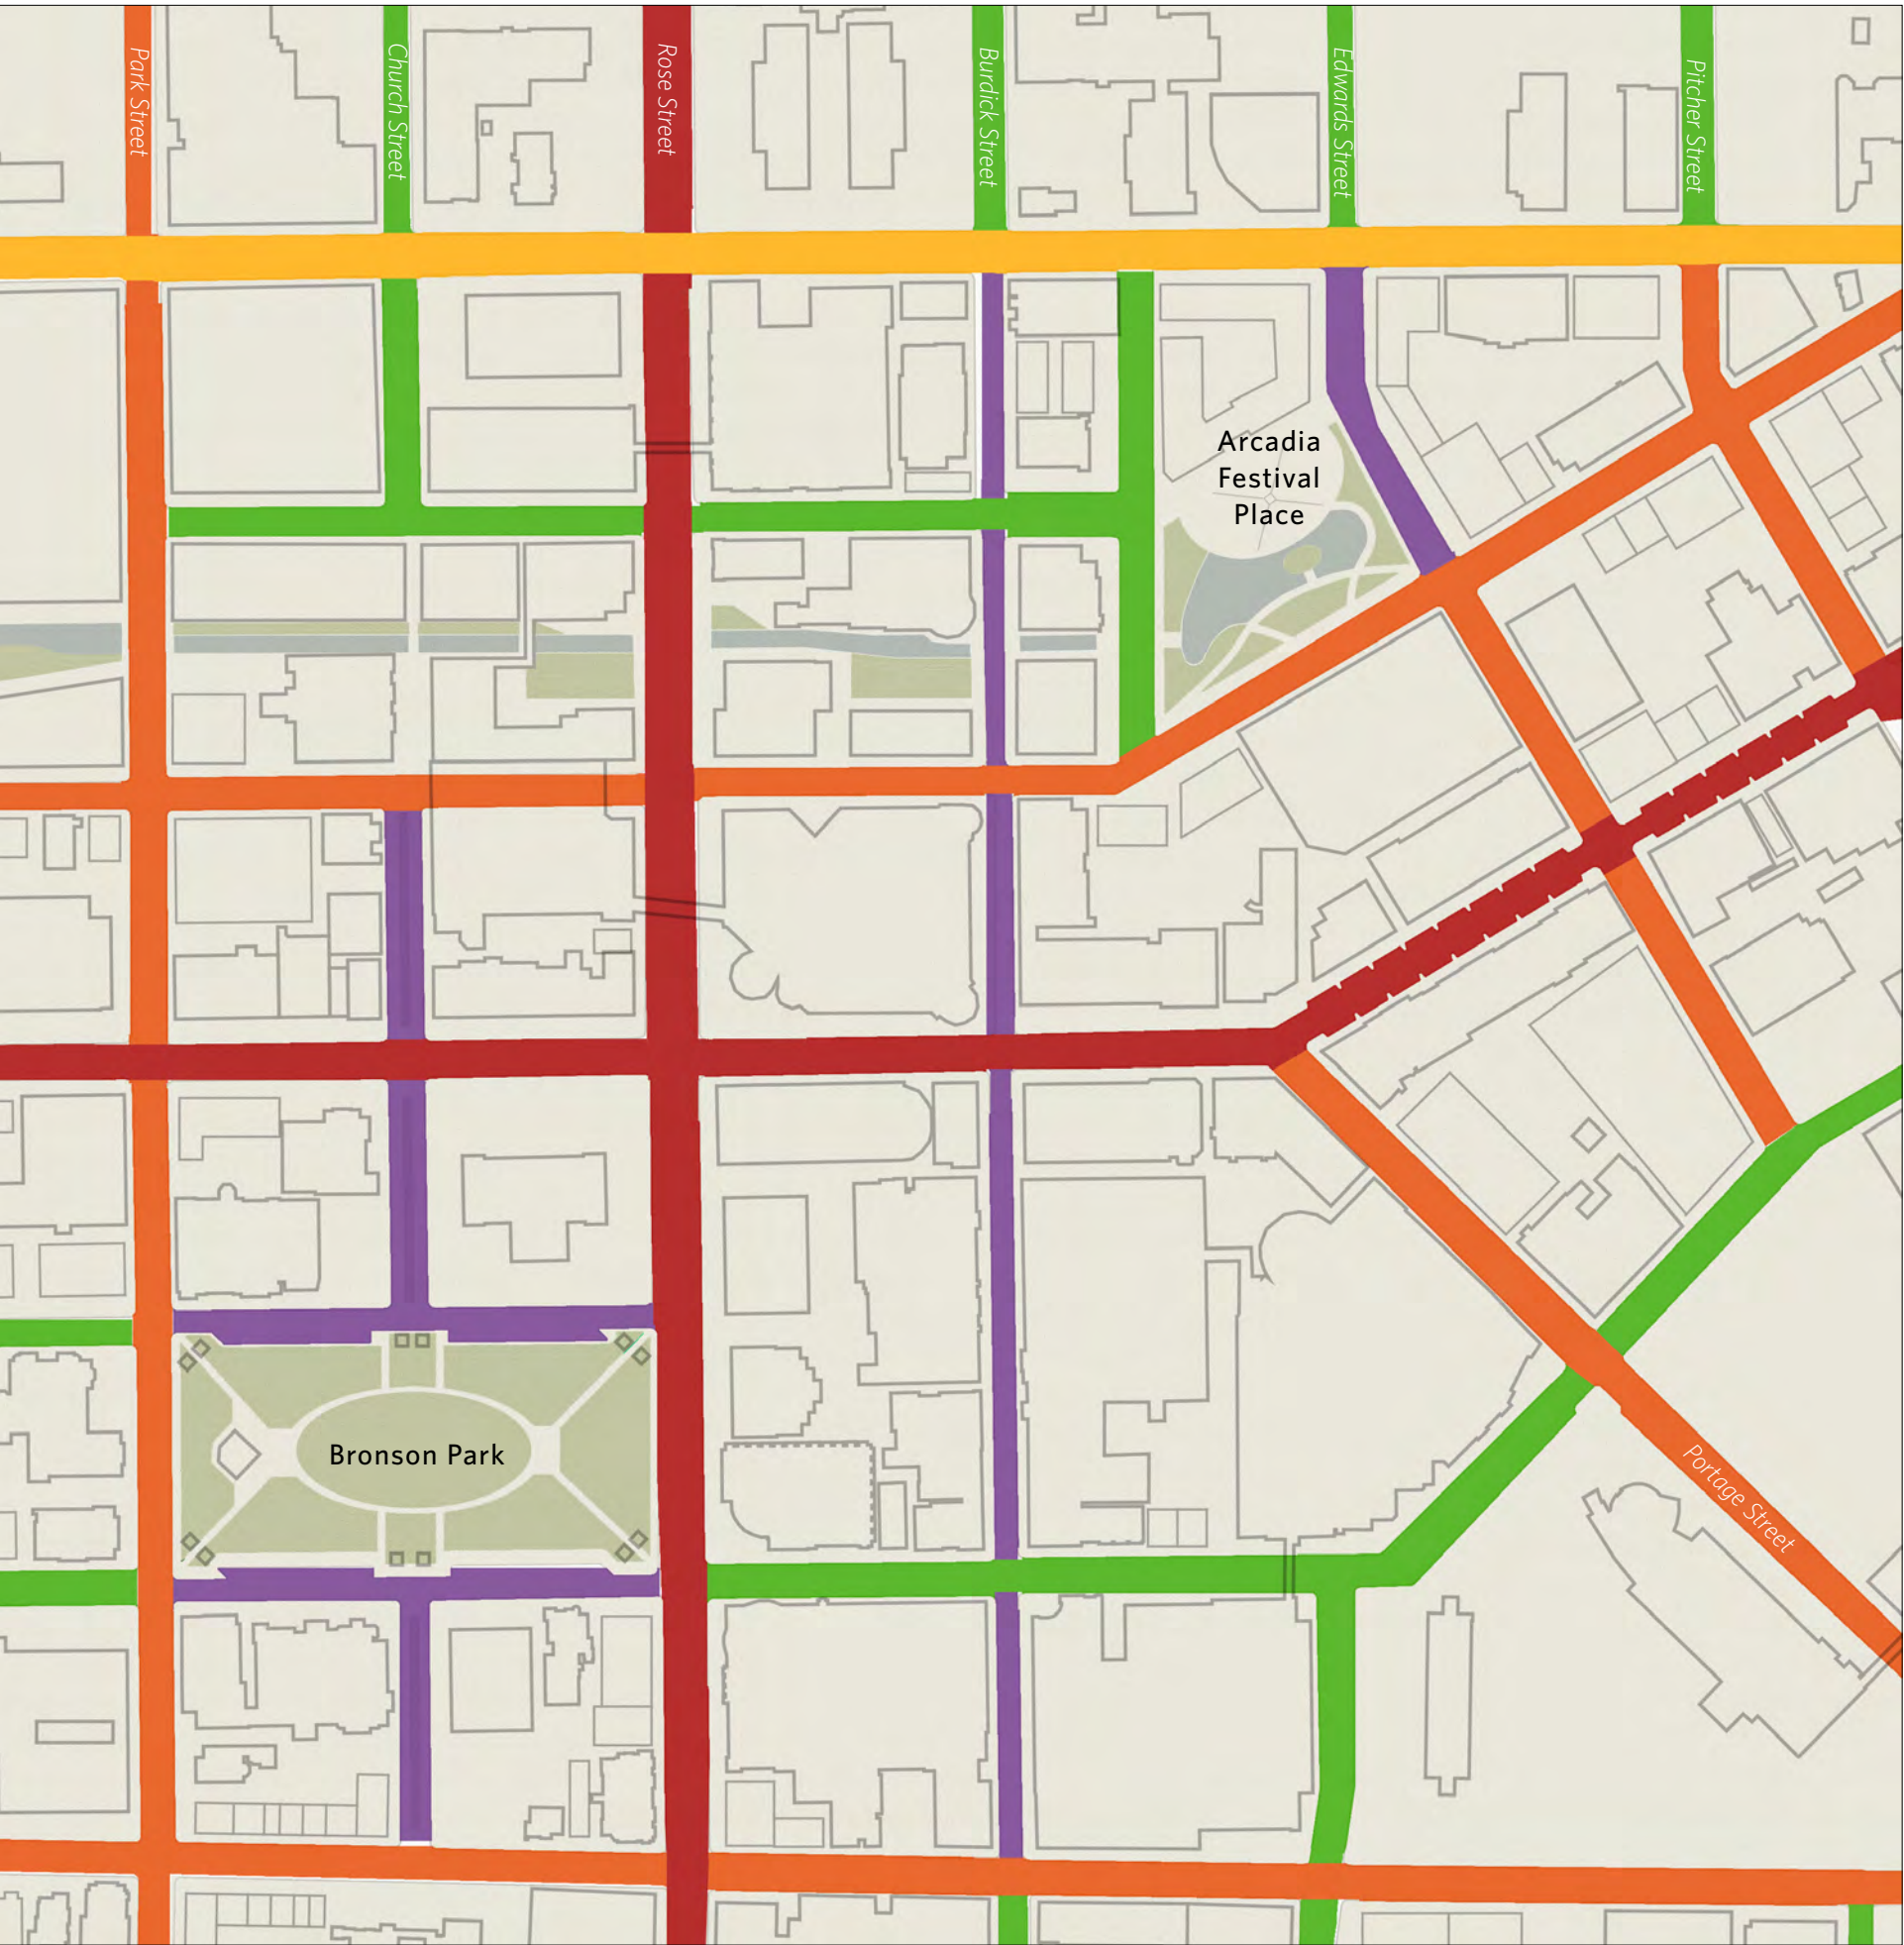 Park Street
Church Street
Rose Street
Burdick Street
Edwards Street
Pitcher Street
Arcadia
Festival
Place
Bronson Park
Portage Street